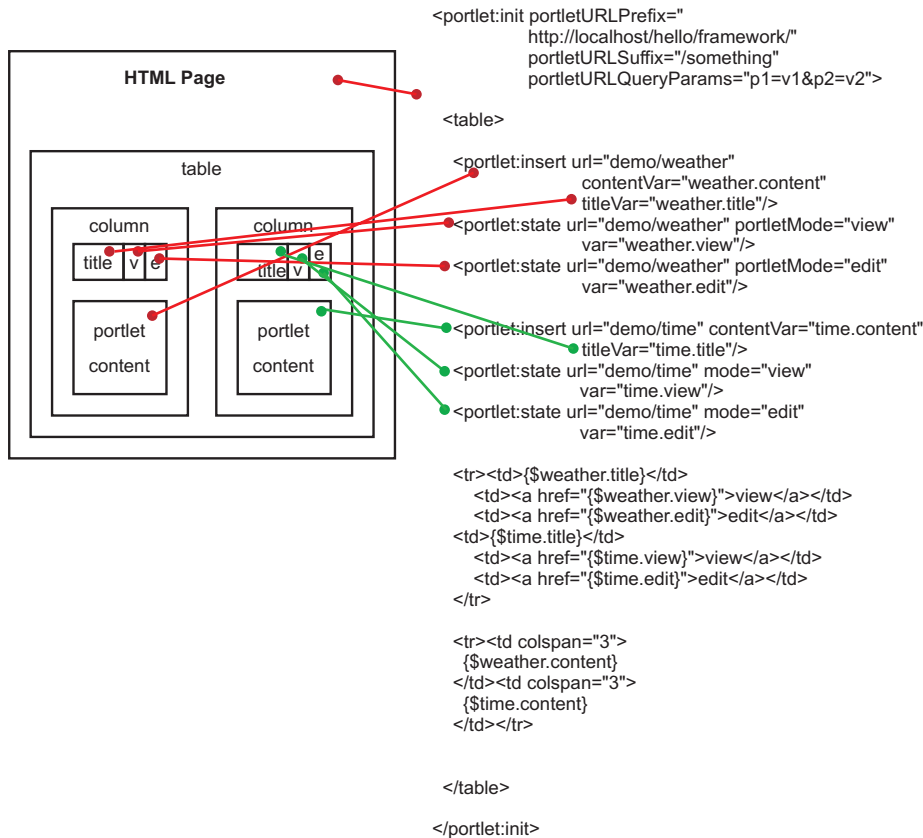 HTML Page
table
column
title
v
e
portlet
content
column
title
v
e
portlet
content
<portlet:init portletURLPrefix="
http://localhost/hello/framework/"
portletURLSuffix="/something"
portletURLQueryParams="p1=v1&p2=v2">
<table>
<portlet:insert url="demo/weather"
contentVar="weather.content"
titleVar="weather.title"/>
<portlet:state url="demo/weather" portletMode="view"
var="weather.view"/>
<portlet:state url="demo/weather" portletMode="edit"
var="weather.edit"/>
<portlet:insert url="demo/time" contentVar="time.content"
titleVar="time.title"/>
<portlet:state url="demo/time" mode="view"
var="time.view"/>
<portlet:state url="demo/time" mode="edit"
var="time.edit"/>
<tr><td>{$weather.title}</td>
<td><a href="{$weather.view}">view</a></td>
<td><a href="{$weather.edit}">edit</a></td>
<td>{$time.title}</td>
<td><a href="{$time.view}">view</a></td>
<td><a href="{$time.edit}">edit</a></td>
</tr>
<tr><td colspan="3">
{$weather.content}
</td><td colspan="3">
{$time.content}
</td></tr>
</table>
</portlet:init>